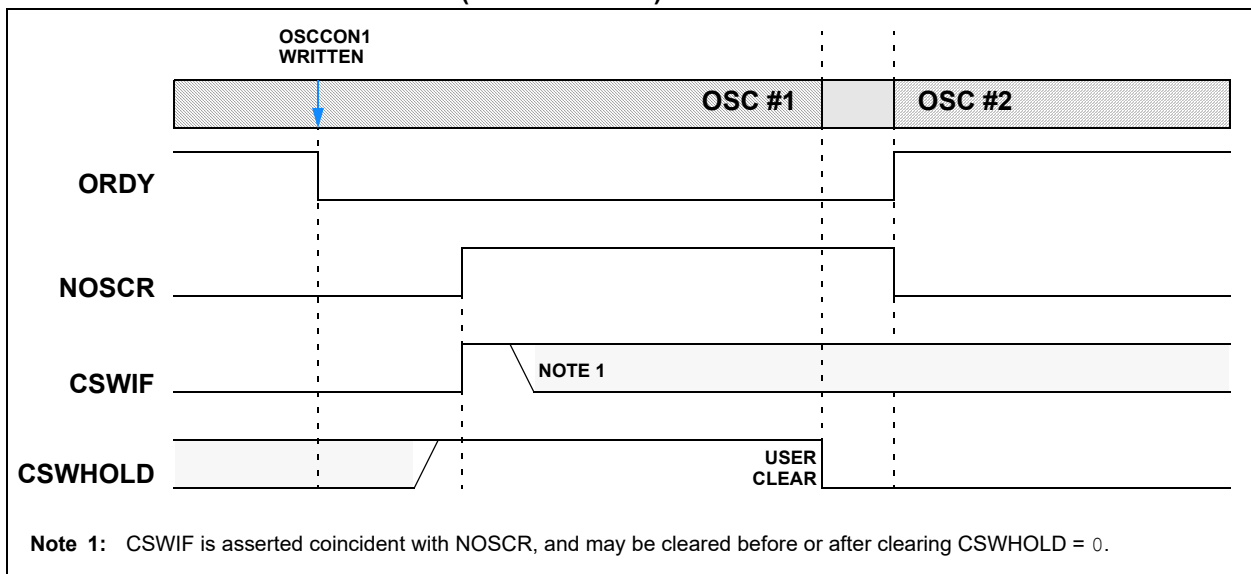 OSCCON1
WRITTEN
OSC #1
OSC #2
ORDY
NOSCR
CSWIF
NOTE 1
CSWHOLD
USER
CLEAR
Note 1: CSWIF is asserted coincident with NOSCR, and may be cleared before or after clearing CSWHOLD = 0.